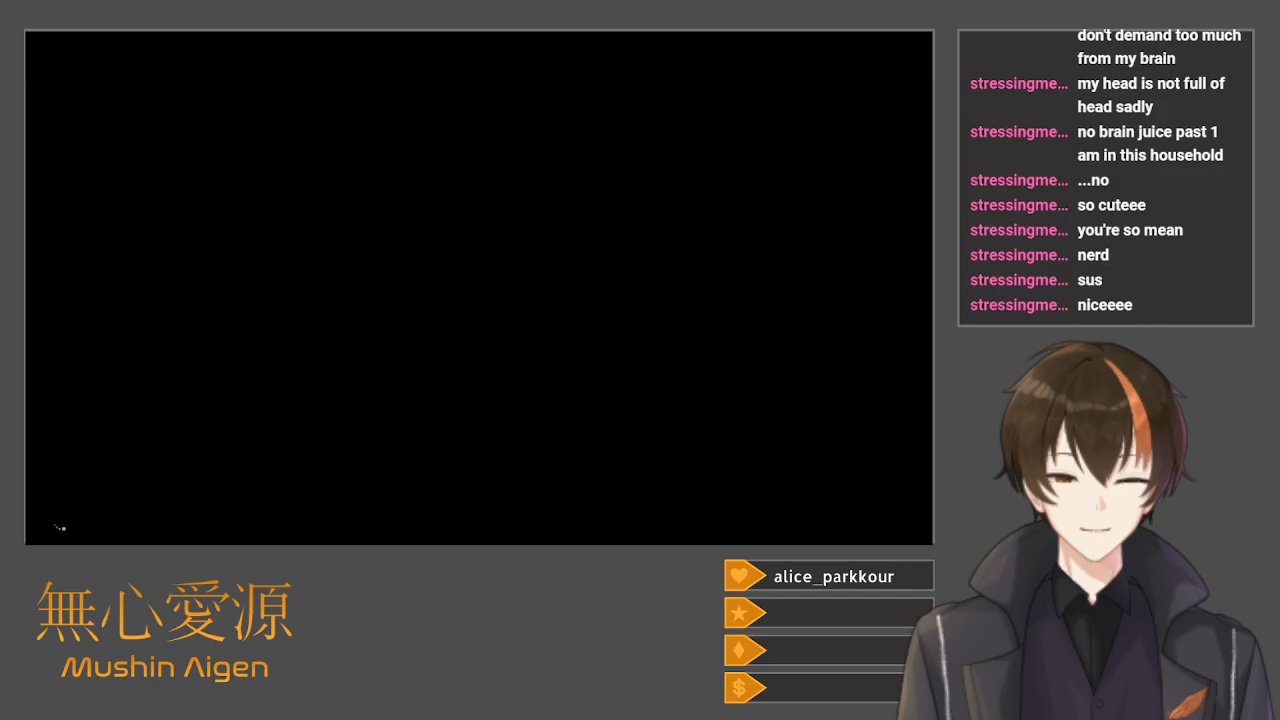 don't demand too much
from my brain
stressingme... my head is not full of
head sadly
stressingme... no brain juice past 1
am in this household
stressingme... ...no
stressingme... so cuteee
stressingme... you're so mean
stressingme... nerd
stressingme... sus
stressingme... niceeee
無心愛源
Mushin Aigen
alice_parkkour
$